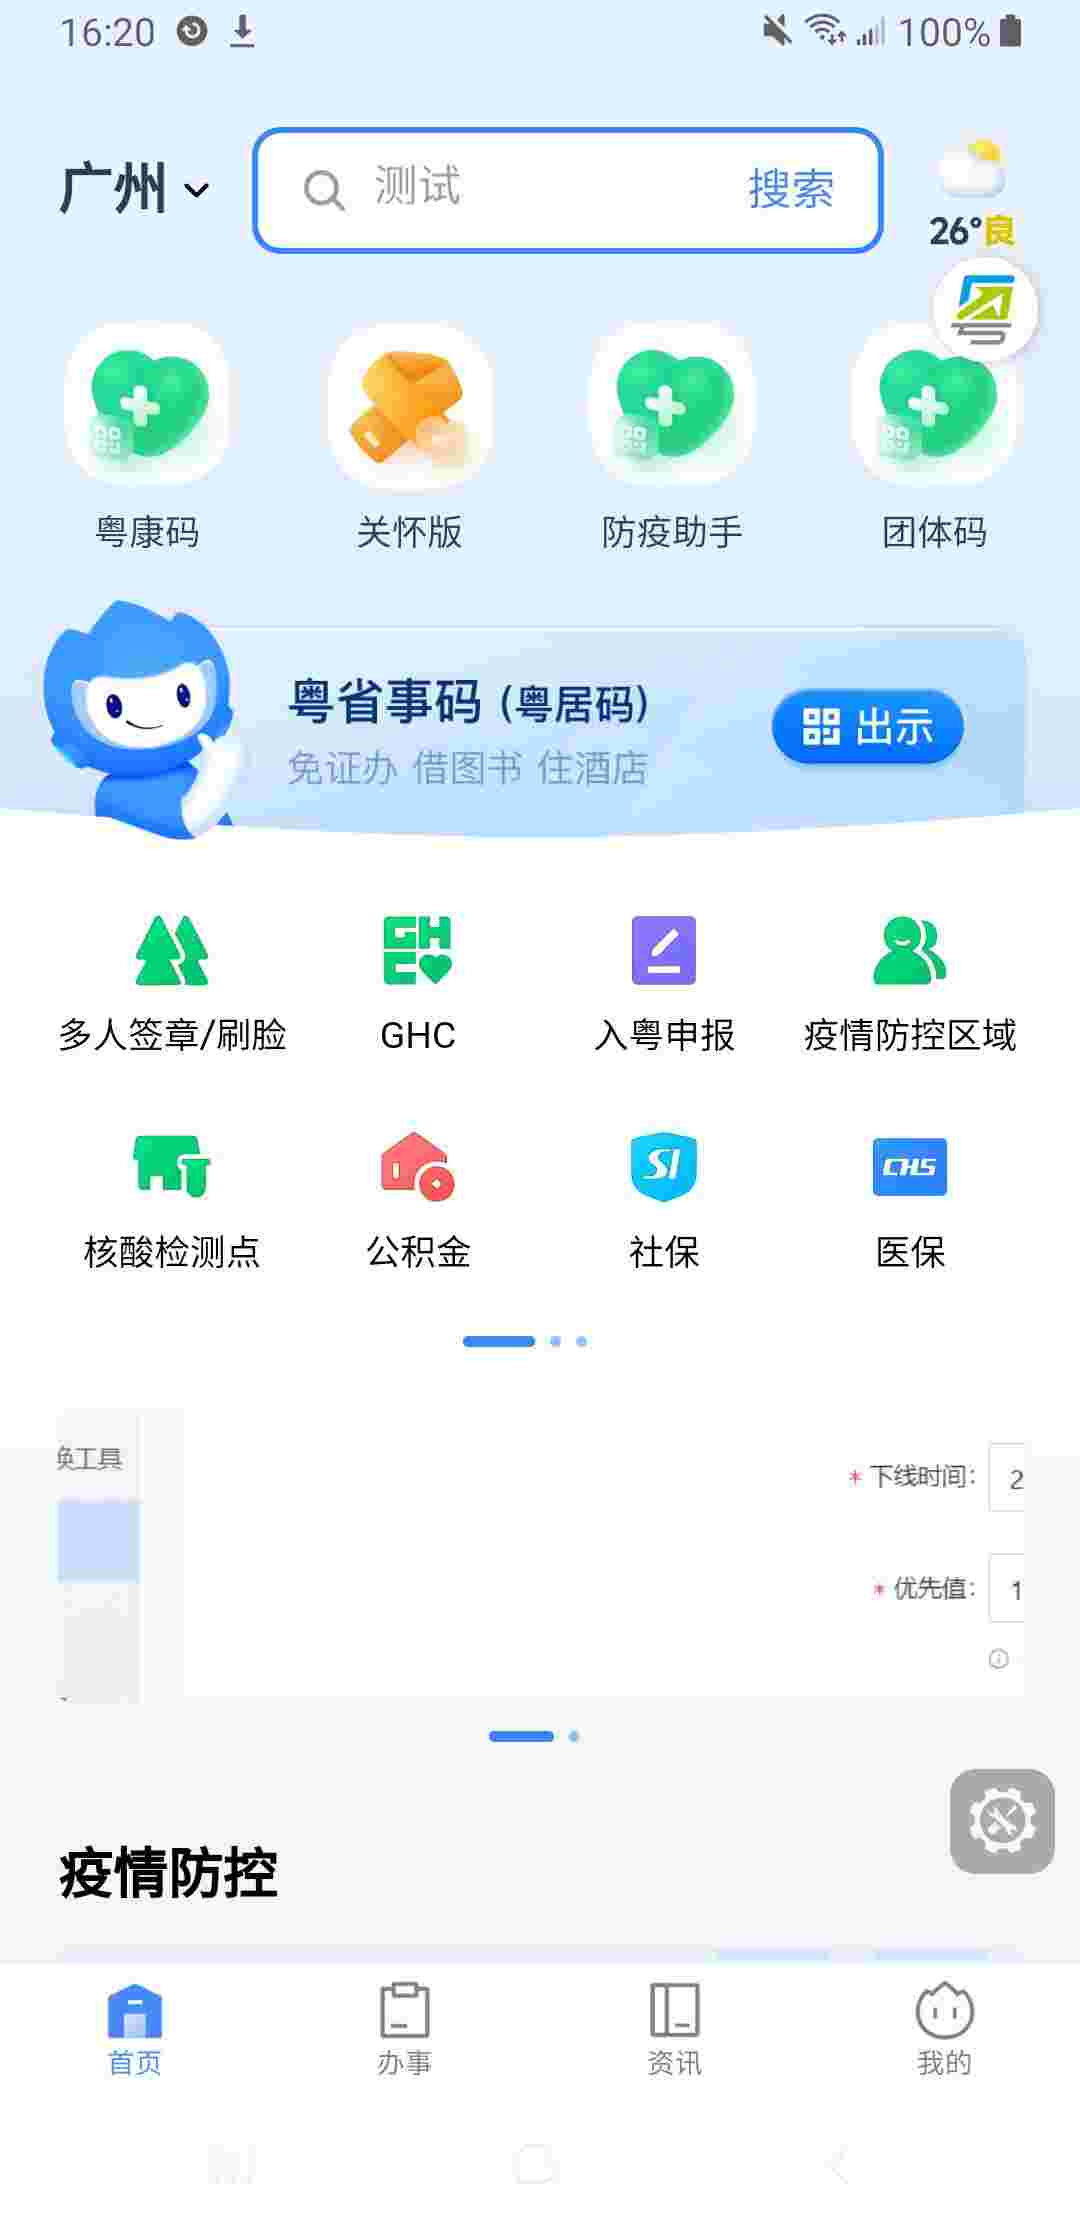 16:20
100%
广州
测试
搜索
26°良
粤康码
关怀版
防疫助手
团体码
粤省事码 (粤居码)
免证办 借图书 住酒店
出示
GHC
多人签章/刷脸
GHC
入粤申报
疫情防控区域
SI
CHS
核酸检测点
公积金
社保
医保
换工具
* 下线时间:
2
* 优先值:
1
疫情防控
首页
办事
资讯
我的